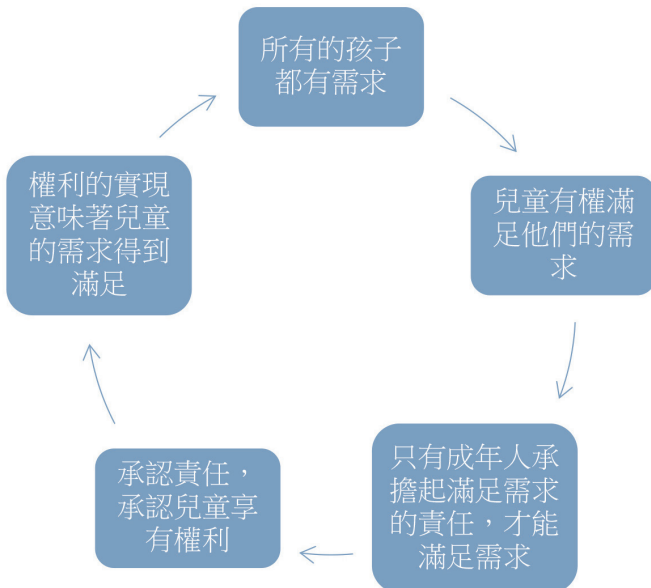 所有的孩子
都有需求
兒童有權滿
足他們的需
求
只有成年人承
擔起滿足需求
的責任，才能
滿足需求
承認責任，
承認兒童享
有權利
權利的實現
意味著兒童
的需求得到
滿足